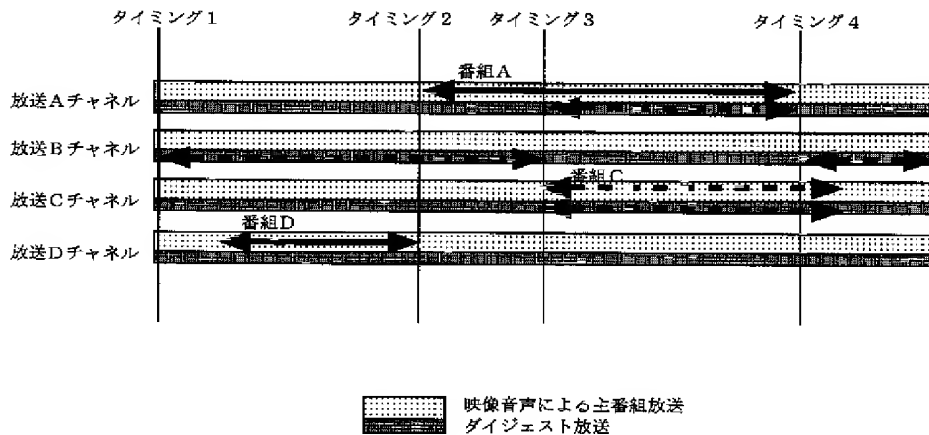 タイミング1 タイミング2 タイミング3 タイミング4
番組A
放送Aチャネル
放送Bチャネル
番組C
放送Cチャネル
番組D
放送Dチャネル
映像音声による主番組放送
ダイジェスト放送